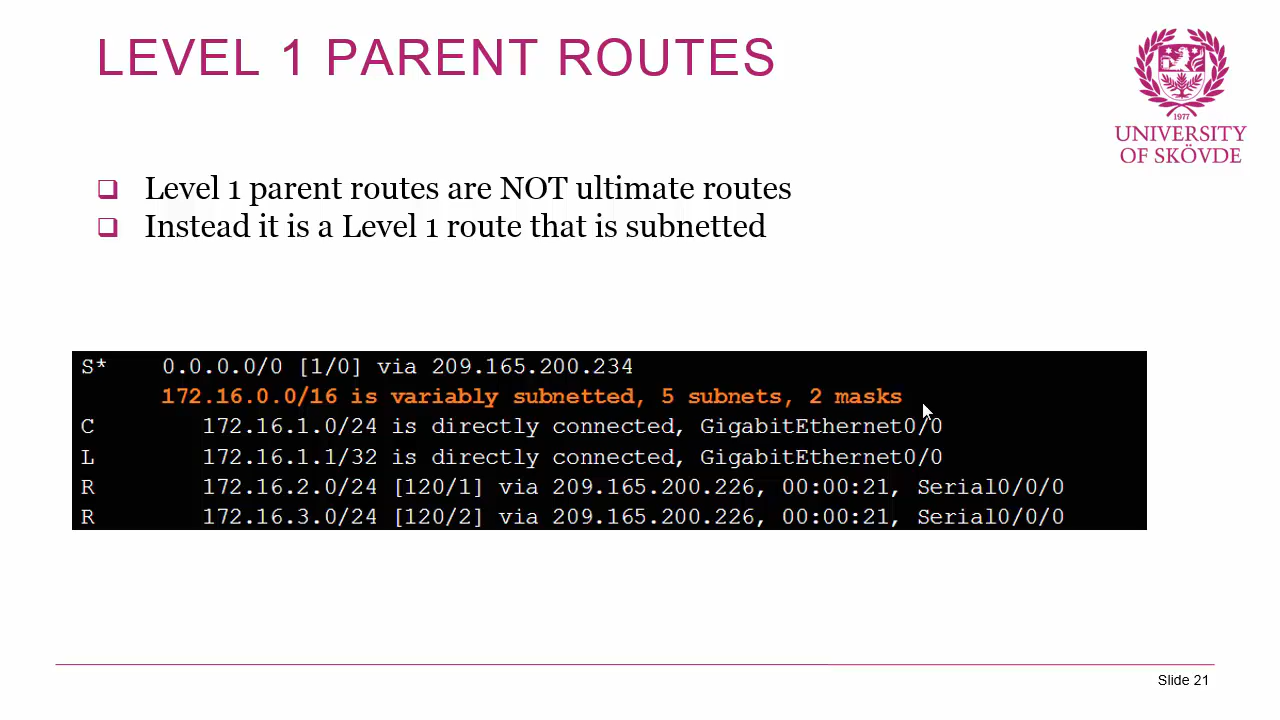 LEVEL 1 PARENT ROUTES
1977
UNIVERSITY
OF SKÖVDE
Level 1 parent routes are NOT ultimate routes
Instead it is a Level 1 route that is subnetted
S* 0.0.0.0/0 [1/0] via 209.165.200.234
172.16.0.0/16 is variably subnetted, 5 subnets, 2 masks
C 172.16.1.0/24 is directly connected, GigabitEthernet0/0
L 172.16.1.1/32 is directly connected, GigabitEthernet0/0
R 172.16.2.0/24 [120/1] via 209.165.200.226, 00:00:21, Serial0/0/0
R 172.16.3.0/24 [120/2] via 209.165.200.226, 00:00:21, Serial0/0/0
Slide 21